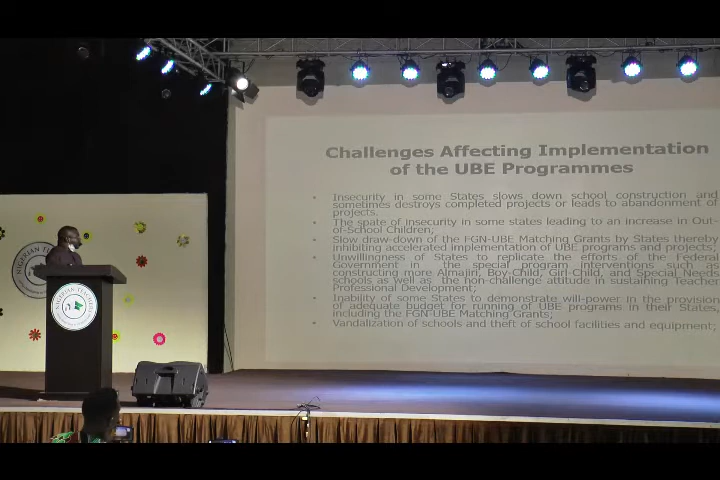 Challenges Affecting Implementation
of the UBE Programmes
Insecurity in some States slows down school construction and
sometimes destroys completed projects or leads to abandonment of
projects.
The spate of insecurity in some states leading to an increase in Out-
of-School Children;
Slow draw-down of the FGN-UBE Matching Grants by States thereby
inhibiting accelerated implementation of UBE programs and projects;
Unwillingness of States to replicate the efforts of the Federal
Government in the special program interventions such as
constructing more Almajiri, Boy-Child, Girl-Child, and Special Needs
schools as well as the non-challenge attitude in sustaining Teacher
Professional Development;
Inability of some States to demonstrate will-power in the provision
of adequate budget for running of UBE programs in their States,
including the FGN-UBE Matching Grants;
Vandalization of schools and theft of school facilities and equipment;
NIGERIAN TE
NIGERIAN TEACHERS